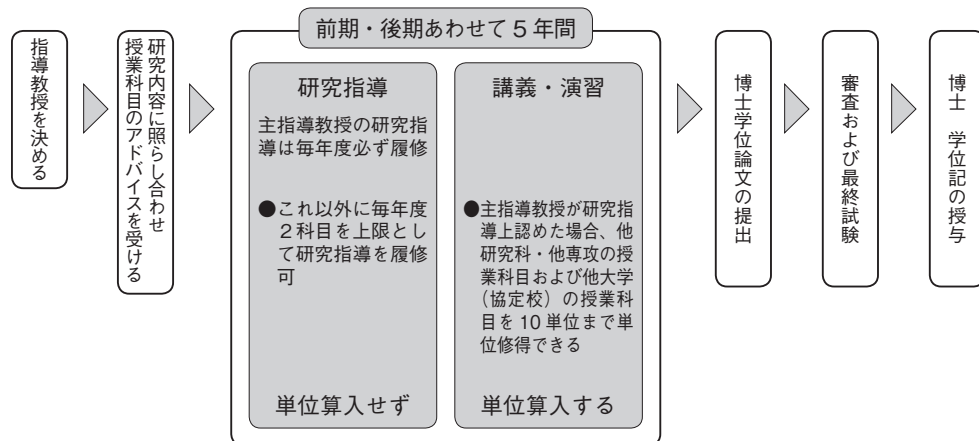 指導教授を決める
研究内容に照らし合わせ
授業科目のアドバイスを受ける
前期・後期あわせて５年間
研究指導
主指導教授の研究指
導は毎年度必ず履修
●これ以外に毎年度
２科目を上限とし
て研究指導を履修
可
単位算入せず
講義・演習
●主指導教授が研究指
導上認めた場合、他
研究科・他専攻の授
業科目および他大学
（協定校）の授業科
目を 10 単位まで単
位修得できる
単位算入する
博士学位論文の提出
審査および最終試験
博士　学位記の授与